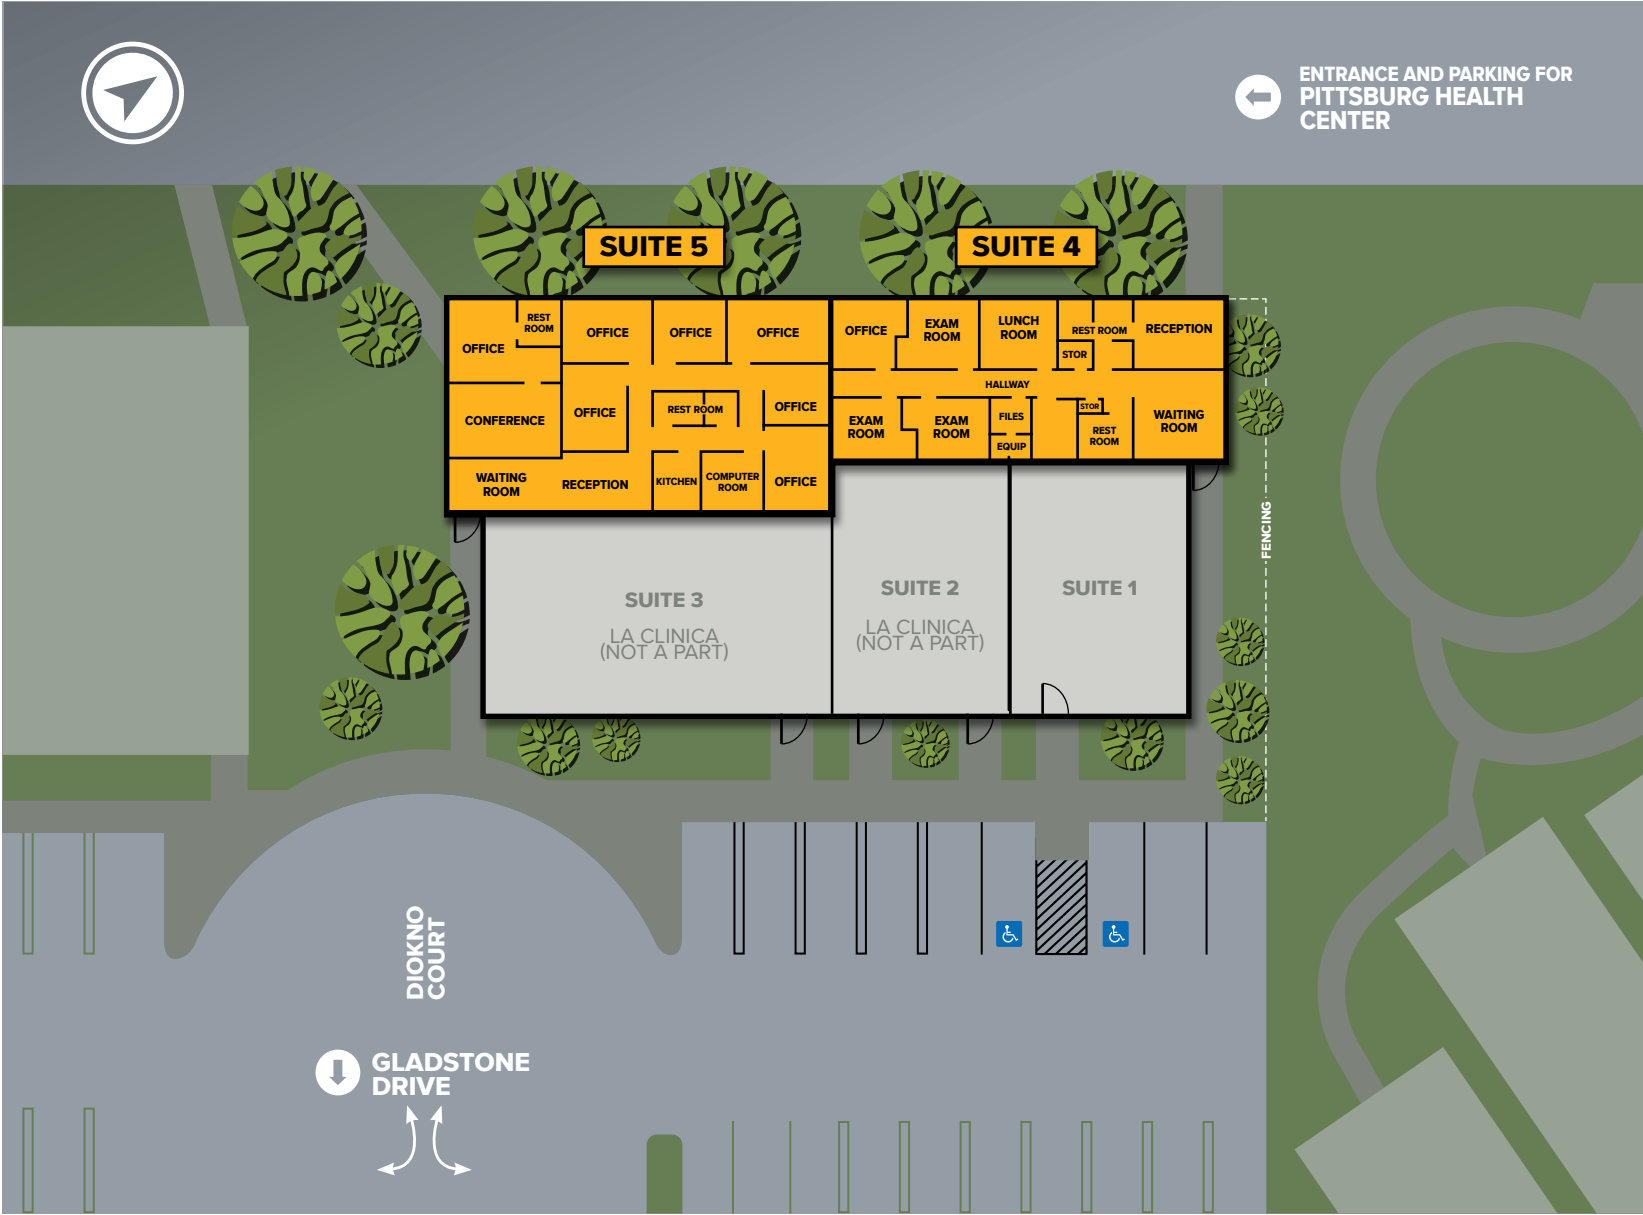 ENTRANCE AND PARKING FOR
PITTSBURG HEALTH
CENTER
SUITE 5
SUITE 4
OFFICE
REST
ROOM
OFFICE
OFFICE
OFFICE
CONFERENCE
OFFICE
REST ROOM
OFFICE
WAITING
ROOM
RECEPTION
KITCHEN
COMPUTER
ROOM
OFFICE
OFFICE
EXAM
ROOM
LUNCH
ROOM
REST ROOM
STOR
RECEPTION
HALLWAY
EXAM
ROOM
EXAM
ROOM
FILES
EQUIP
STOR
REST
ROOM
WAITING
ROOM
FENCING
SUITE 3
LA CLINICA
(NOT A PART)
SUITE 2
LA CLINICA
(NOT A PART)
SUITE 1
DIOKNO
COURT
GLADSTONE
DRIVE